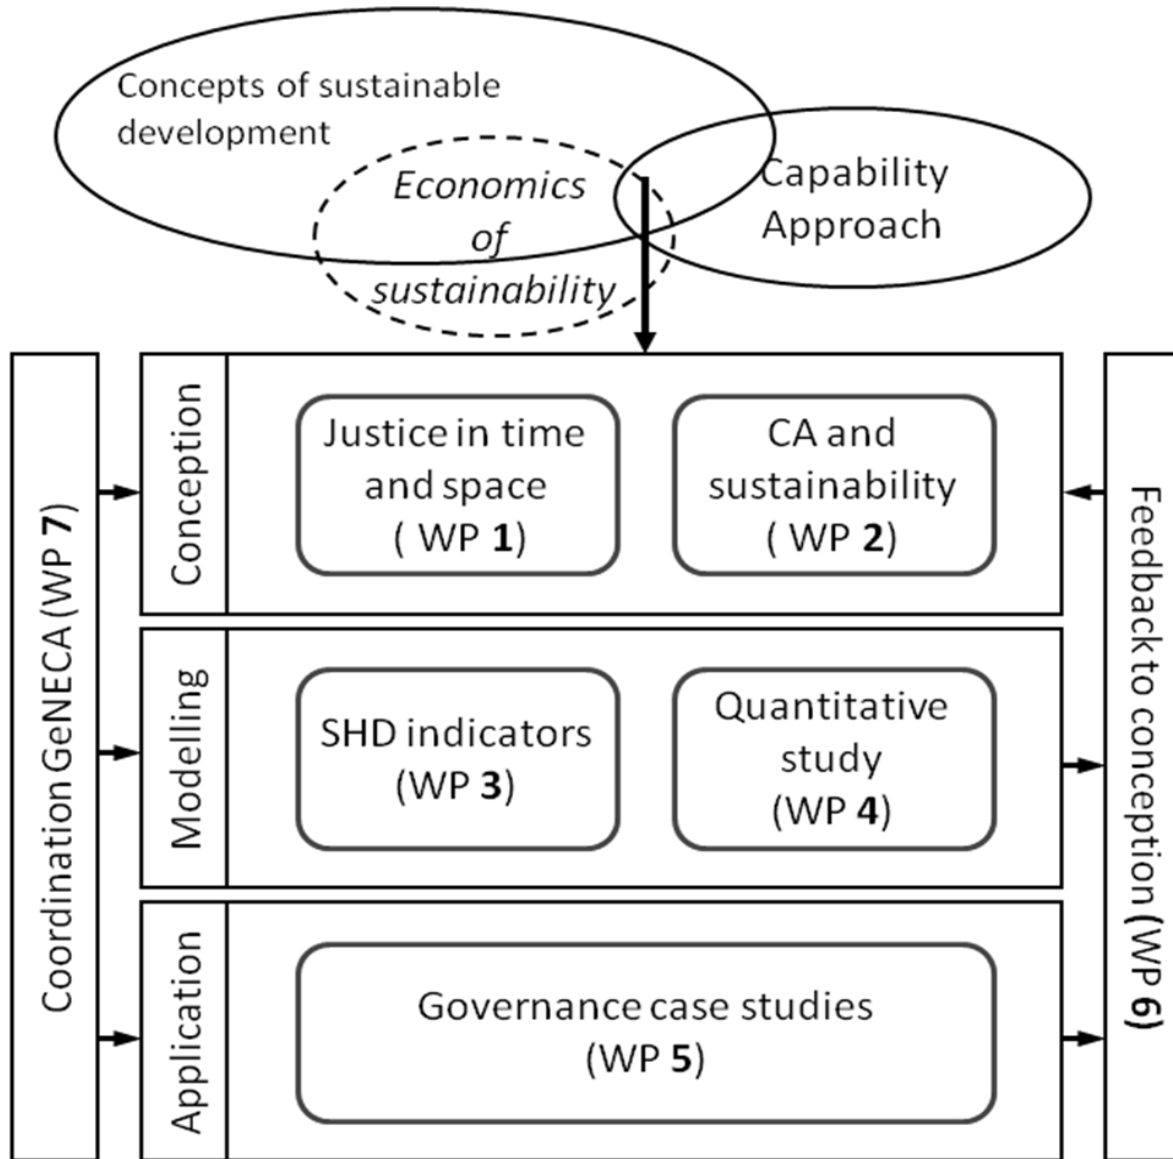 Concepts of sustainable
development
Economics
of
sustainability
Capability
Approach
Coordination GeNECA (WP 7)
Conception
Justice in time
and space
( WP 1)
CA and
sustainability
( WP 2)
Modelling
SHD indicators
(WP 3)
Quantitative
study
(WP 4)
Application
Governance case studies
(WP 5)
Feedback to conception (WP 6)